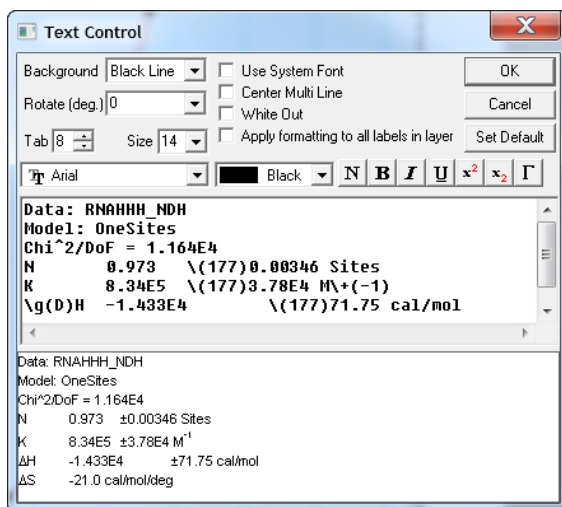 Text Control
X
Background Black Line Use System Font OK
Center Multi Line
Rotate (deg.) 0 White Out Cancel
Tab 8 Size 14 Apply formatting to all labels in layer Set Default
Tr Arial Black N B I U x² x₂ Γ
Data: RNAHHH_NDH
Model: OneSites
Chi^2/DoF = 1.164E4
N 0.973 \(177)0.00346 Sites
K 8.34E5 \(177)3.78E4 M\+(-1)
\g(D)H -1.433E4 \(177)71.75 cal/mol
Data: RNAHHH_NDH
Model: OneSites
Chi^2/DoF = 1.164E4
N 0.973 ±0.00346 Sites
K 8.34E5 ±3.78E4 M⁻¹
ΔH -1.433E4 ±71.75 cal/mol
ΔS -21.0 cal/mol/deg